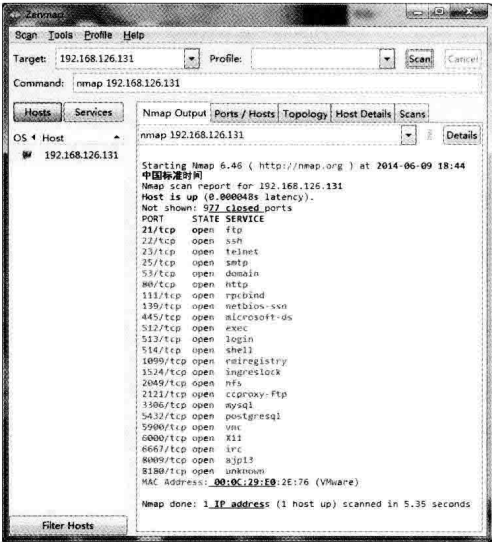 Zenmap
Scan Tools Profile Help
Target: 192.168.126.131 Profile: Scan Cancel
Command: nmap 192.168.126.131
Hosts Services
Nmap Output Ports / Hosts Topology Host Details Scans
OS Host
192.168.126.131
nmap 192.168.126.131 Details
Starting Nmap 6.46 ( http://nmap.org ) at 2014-06-09 18:44
中国标准时间
Nmap scan report for 192.168.126.131
Host is up (0.000048s latency).
Not shown: 977 closed ports
PORT STATE SERVICE
21/tcp open ftp
22/tcp open ssh
23/tcp open telnet
25/tcp open smtp
53/tcp open domain
80/tcp open http
111/tcp open rpcbind
139/tcp open netbios-ssn
445/tcp open microsoft-ds
512/tcp open exec
513/tcp open login
514/tcp open shell
1099/tcp open rmiregistry
1524/tcp open ingreslock
2049/tcp open nfs
2121/tcp open ccproxy-ftp
3306/tcp open mysql
5432/tcp open postgresql
5900/tcp open vnc
6000/tcp open X11
6667/tcp open irc
8009/tcp open ajp13
8180/tcp open unknown
MAC Address: 00:0C:29:E0:2E:76 (VMware)
Nmap done: 1 IP address (1 host up) scanned in 5.35 seconds
Filter Hosts